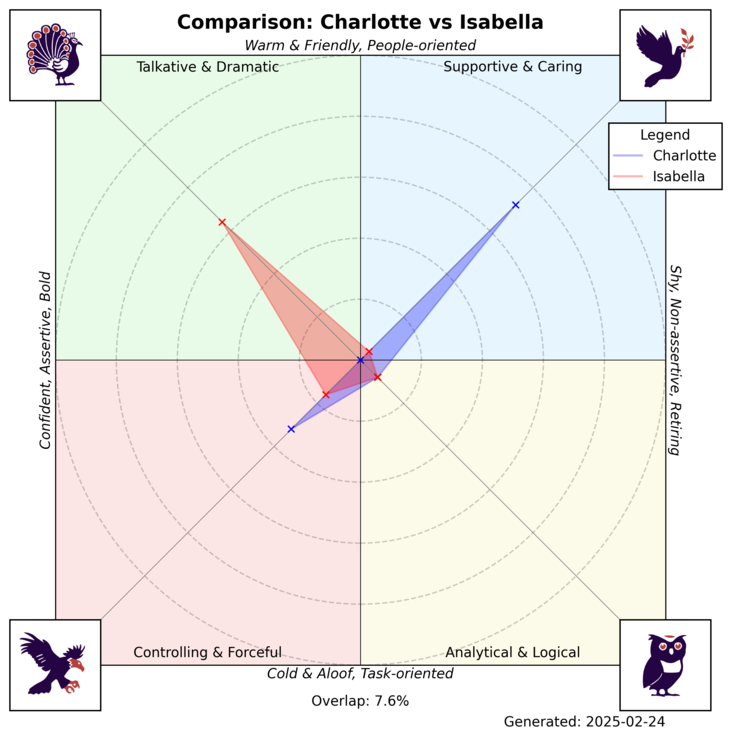 Comparison: Charlotte vs Isabella
Warm & Friendly, People-oriented
Talkative & Dramatic
Supportive & Caring
Legend
Charlotte
Isabella
Confident, Assertive, Bold
Shy, Non-assertive, Retiring
Controlling & Forceful
Analytical & Logical
Cold & Aloof, Task-oriented
Overlap: 7.6%
Generated: 2025-02-24